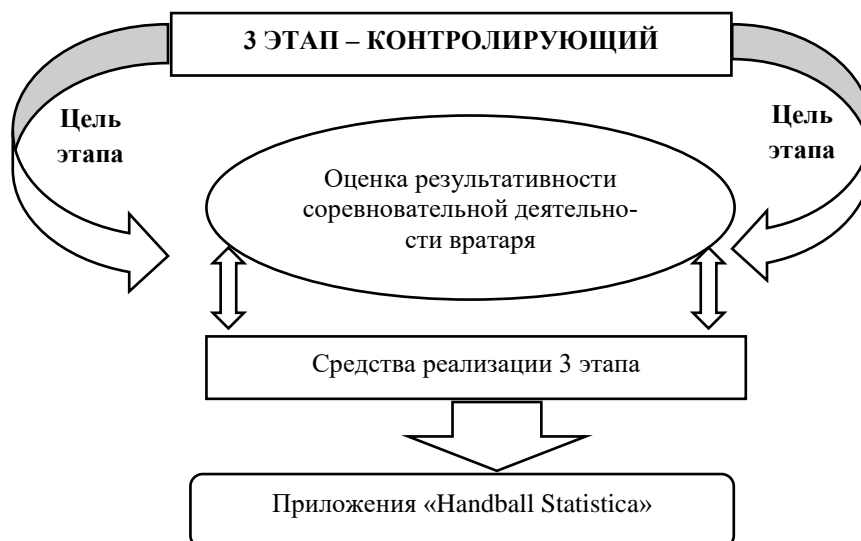 3 ЭТАП – КОНТРОЛИРУЮЩИЙ
Цель
этапа
Цель
этапа
Оценка результативности
соревновательной деятельно-
сти вратаря
Средства реализации 3 этапа
Приложения «Handball Statistica»